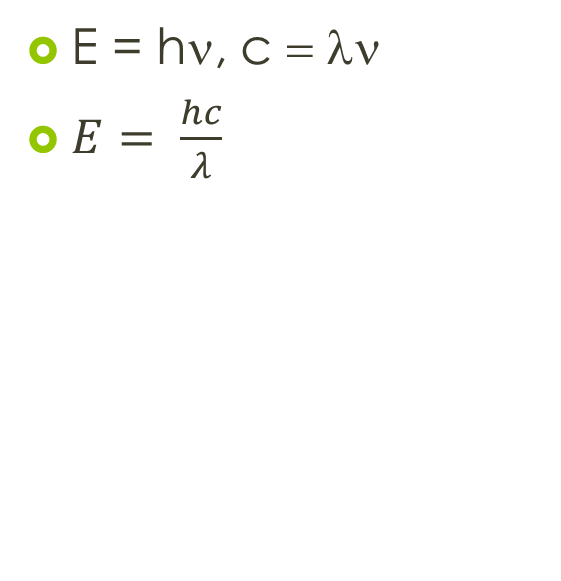 E = hν, c = λν
E = hc/λ